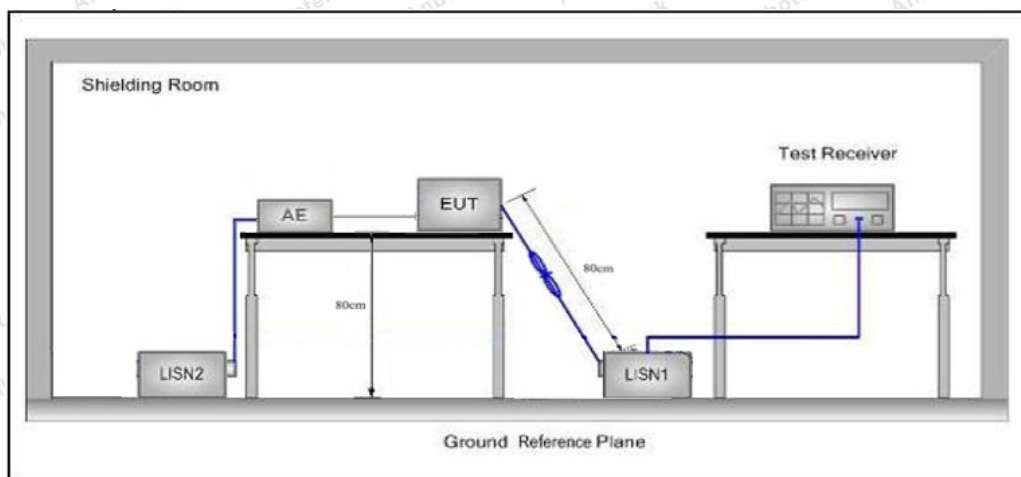 Shielding Room
Test Receiver
AE
EUT
80cm
80cm
LISN2
LISN1
Ground Reference Plane